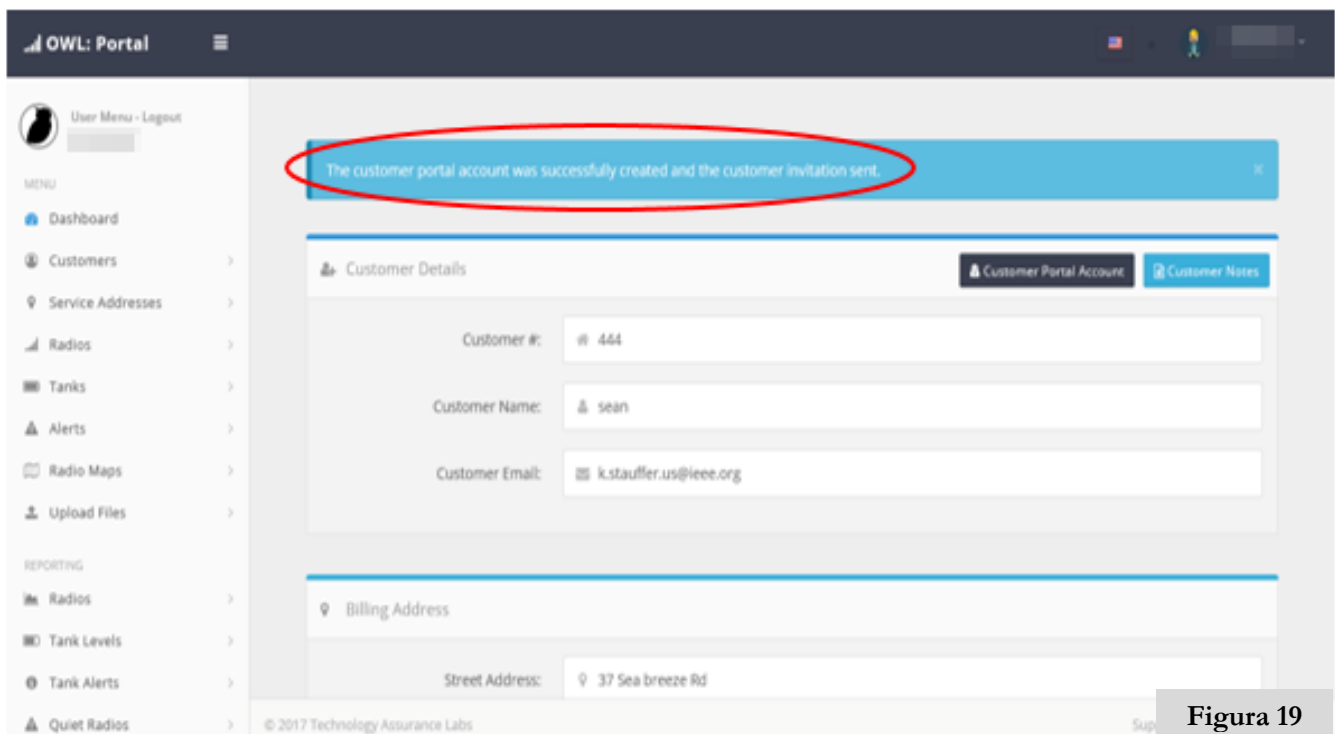 OWL: Portal
User Menu - Logout
The customer portal account was successfully created and the customer invitation sent.
×
MENU
Dashboard
Customers
Service Addresses
Radios
Tanks
Alerts
Radio Maps
Upload Files
REPORTING
Radios
Tank Levels
Tank Alerts
Quiet Radios
Customer Details
Customer Portal Account
Customer Notes
Customer #: 444
Customer Name: sean
Customer Email: k.stauffer.us@ieee.org
Billing Address
Street Address: 37 Sea breeze Rd
© 2017 Technology Assurance Labs
Figura 19